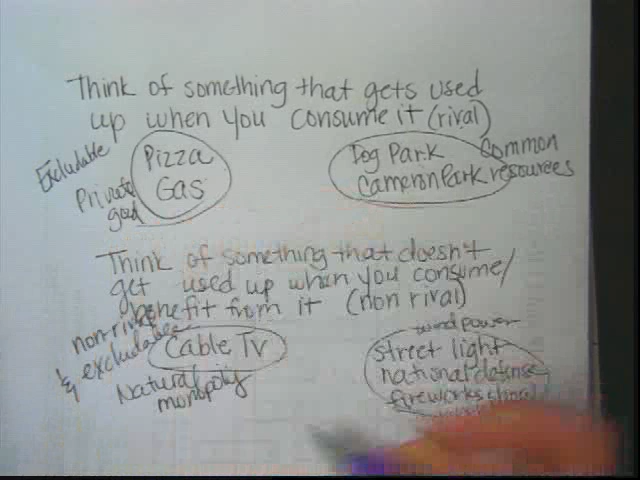 Think of something that gets used
up when you consume it (rival)
Excludable
Private
good
Pizza
Gas
Dog Park
Cameron Park
common
resources
Think of something that doesn't
get used up when you consume/
benefit from it (non rival)
non-rival
& excludable
Cable TV
Natural
monopoly
wind power
street light
national defense
fireworks